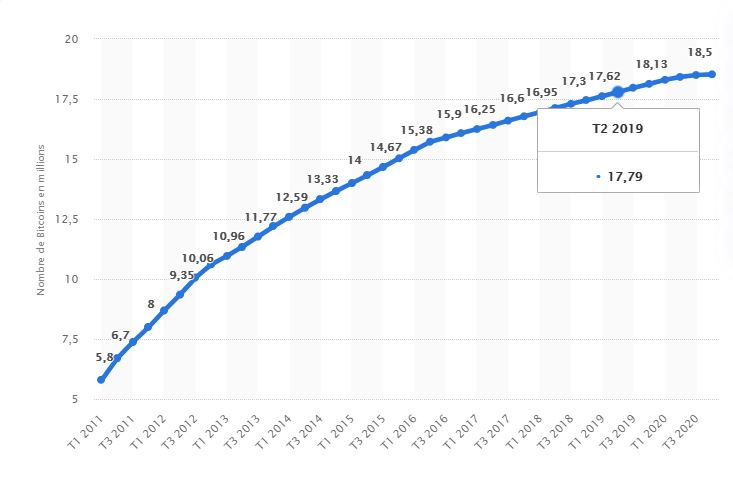 20
17,5
15
12,5
10
7,5
5
Nombre de Bitcoins en millions
5,8
6,7
8
9,35
10,06
10,96
11,77
12,59
13,33
14
14,67
15,38
15,9
16,25
16,6
16,95
17,3
17,62
18,13
18,5
T2 2019
17,79
T1 2011
T3 2011
T1 2012
T3 2012
T1 2013
T3 2013
T1 2014
T3 2014
T1 2015
T3 2015
T1 2016
T3 2016
T1 2017
T3 2017
T1 2018
T3 2018
T1 2019
T3 2019
T1 2020
T3 2020